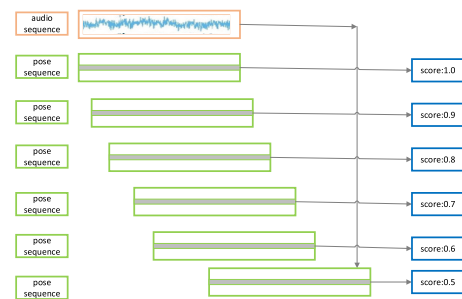 audio
sequence
pose
sequence
score:1.0
pose
sequence
score:0.9
pose
sequence
score:0.8
pose
sequence
score:0.7
pose
sequence
score:0.6
pose
sequence
score:0.5